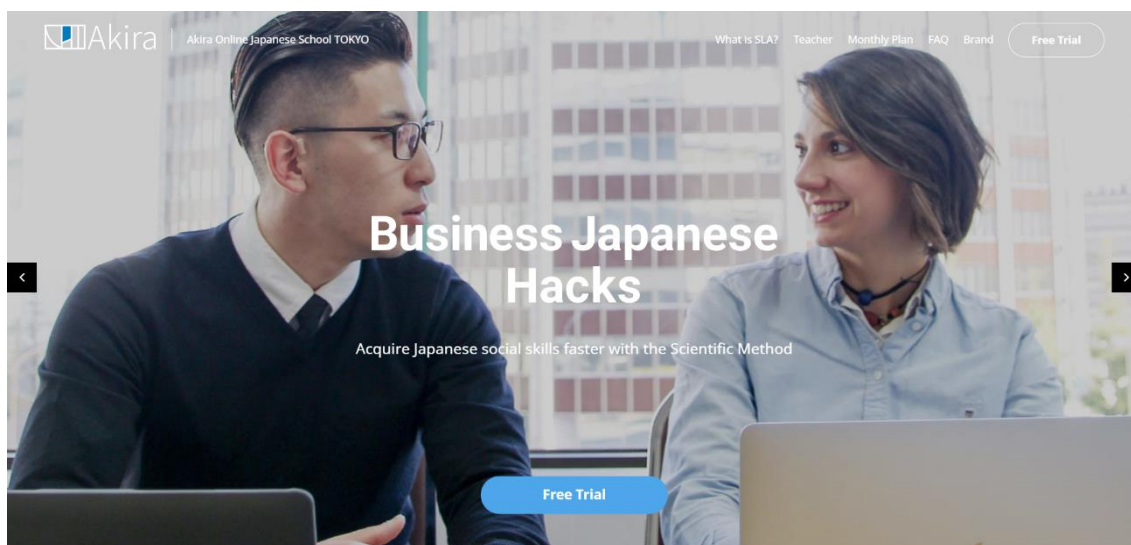 Akira
Akira Online Japanese School TOKYO
What is SLA? Teacher Monthly Plan FAQ Brand Free Trial
Business Japanese
Hacks
Acquire Japanese social skills faster with the Scientific Method
Free Trial